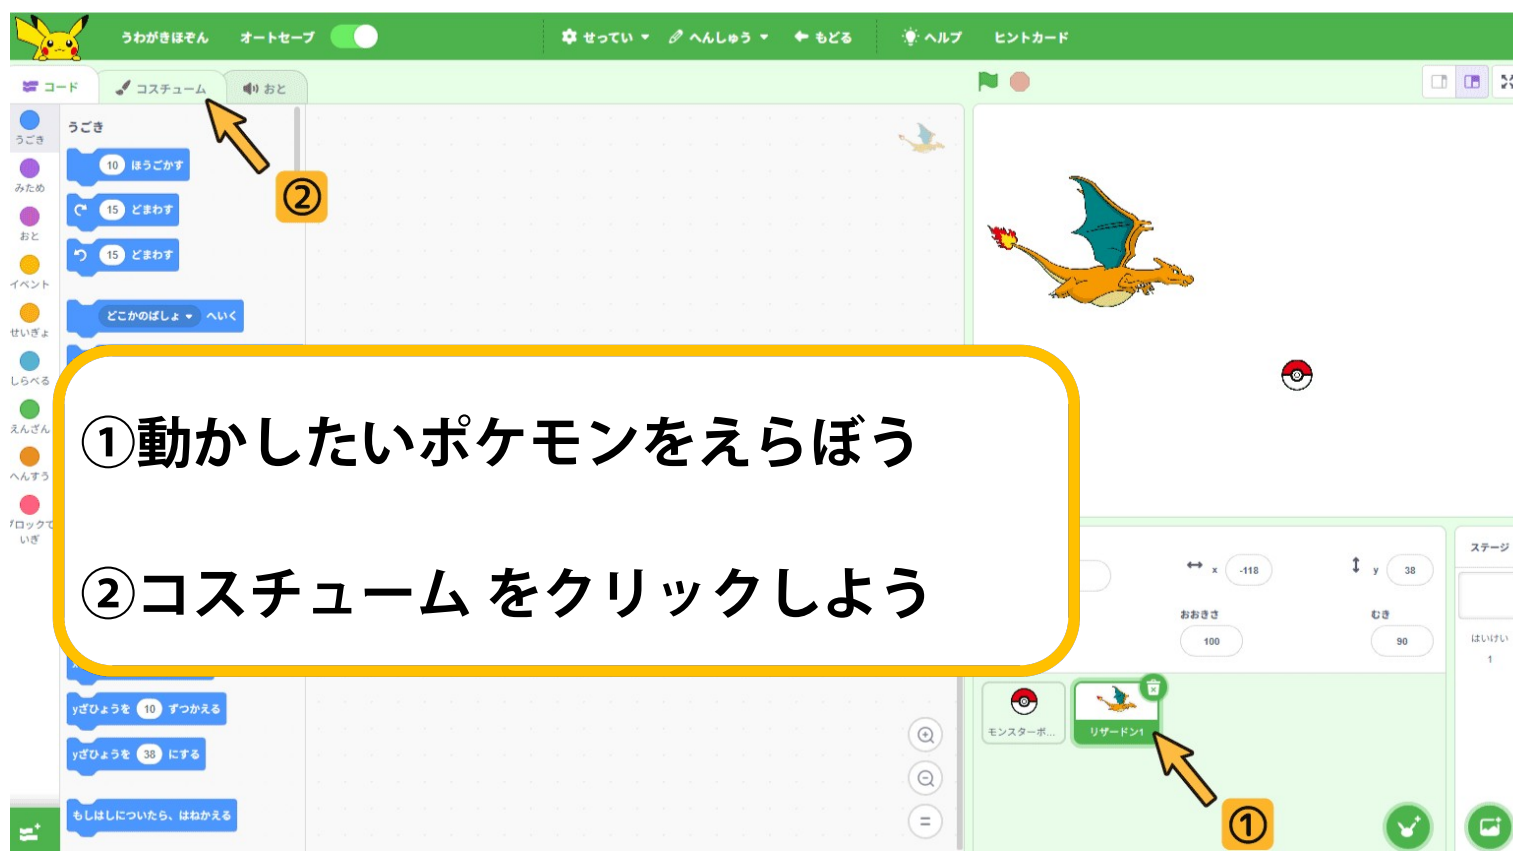 うわがきほぞん オートセーブ せってい へんしゅう もどる ヘルプ ヒントカード
コード コスチューム おと
うごき
みため
おと
イベント
せいぎょ
しらべる
えんざん
へんすう
ブロックて
いぎ
うごき
10 ほうごかす
15 どまわす
15 どまわす
どこかのばしょ へいく
②
①動かしたいポケモンをえらぼう
②コスチューム をクリックしよう
yざひょうを 10 ずつかえる
yざひょうを 38 にする
もしはしについたら、はねかえる
x -118 y 38
おおきさ むき
100 90
モンスターボ... リザードン1
①
ステージ
はいけい
1